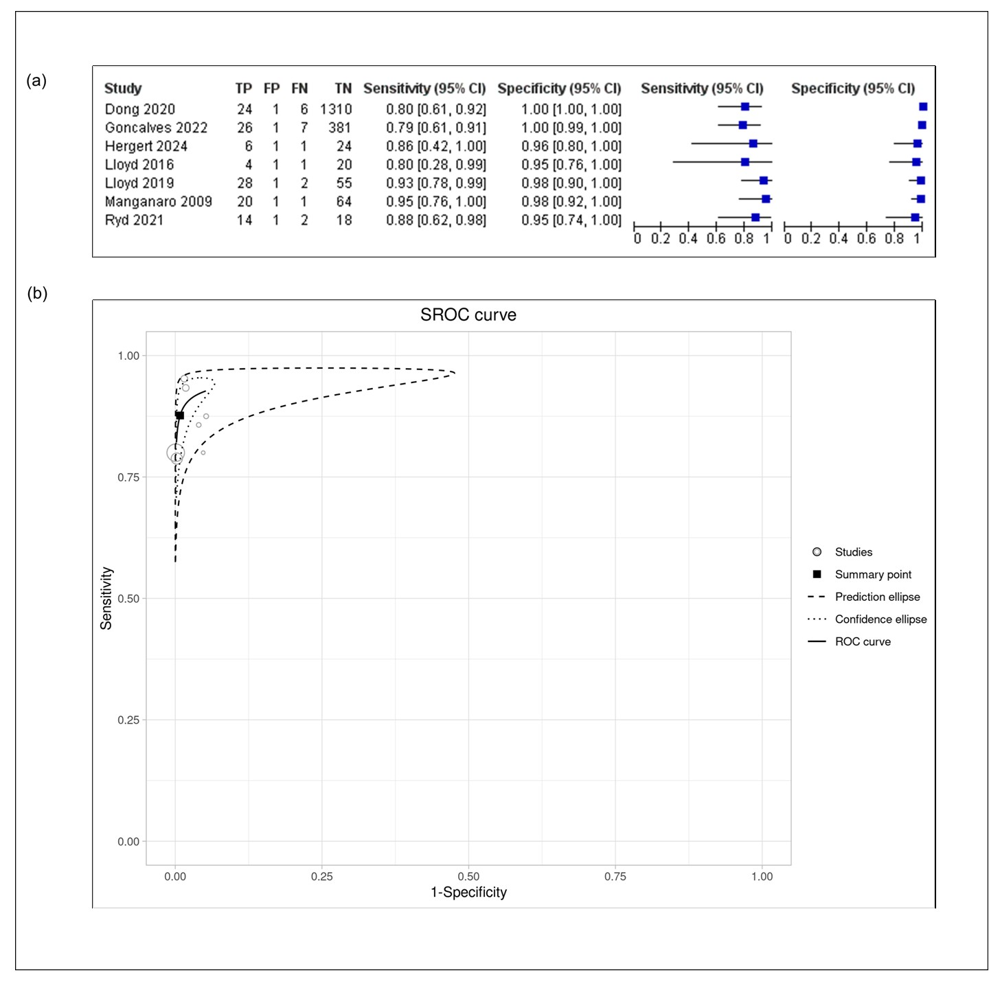 (a)
Study TP FP FN TN Sensitivity (95% CI) Specificity (95% CI) Sensitivity (95% CI) Specificity (95% CI)
Dong 2020 24 1 6 1310 0.80 [0.61, 0.92] 1.00 [1.00, 1.00]
Goncalves 2022 26 1 7 381 0.79 [0.61, 0.91] 1.00 [0.99, 1.00]
Hergert 2024 6 1 1 24 0.86 [0.42, 1.00] 0.96 [0.80, 1.00]
Lloyd 2016 4 1 1 20 0.80 [0.28, 0.99] 0.95 [0.76, 1.00]
Lloyd 2019 28 1 2 55 0.93 [0.78, 0.99] 0.98 [0.90, 1.00]
Manganaro 2009 20 1 1 64 0.95 [0.76, 1.00] 0.98 [0.92, 1.00]
Ryd 2021 14 1 2 18 0.88 [0.62, 0.98] 0.95 [0.74, 1.00]
0 0.2 0.4 0.6 0.8 1 0 0.2 0.4 0.6 0.8 1
(b)
SROC curve
1.00
0.75
0.50
0.25
0.00
Sensitivity
0.00 0.25 0.50 0.75 1.00
1-Specificity
Studies
Summary point
Prediction ellipse
Confidence ellipse
ROC curve